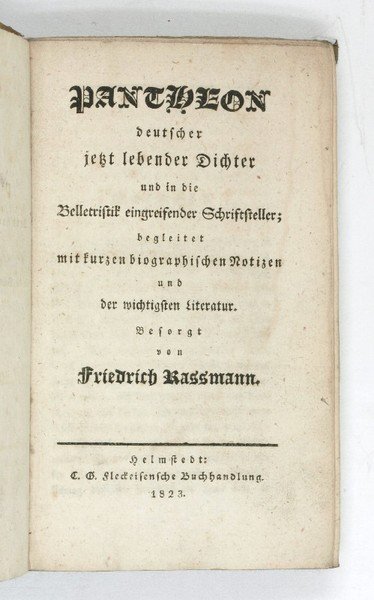 PANTHEON
deutscher
jetzt lebender Dichter
und in die
Belletristik eingreifender Schriftsteller;
begleitet
mit kurzen biographischen Notizen
und
der wichtigsten Literatur.
Besorgt
von
Friedrich Rassmann.
Helmstedt:
C. G. Fleckeisensche Buchhandlung.
1823.